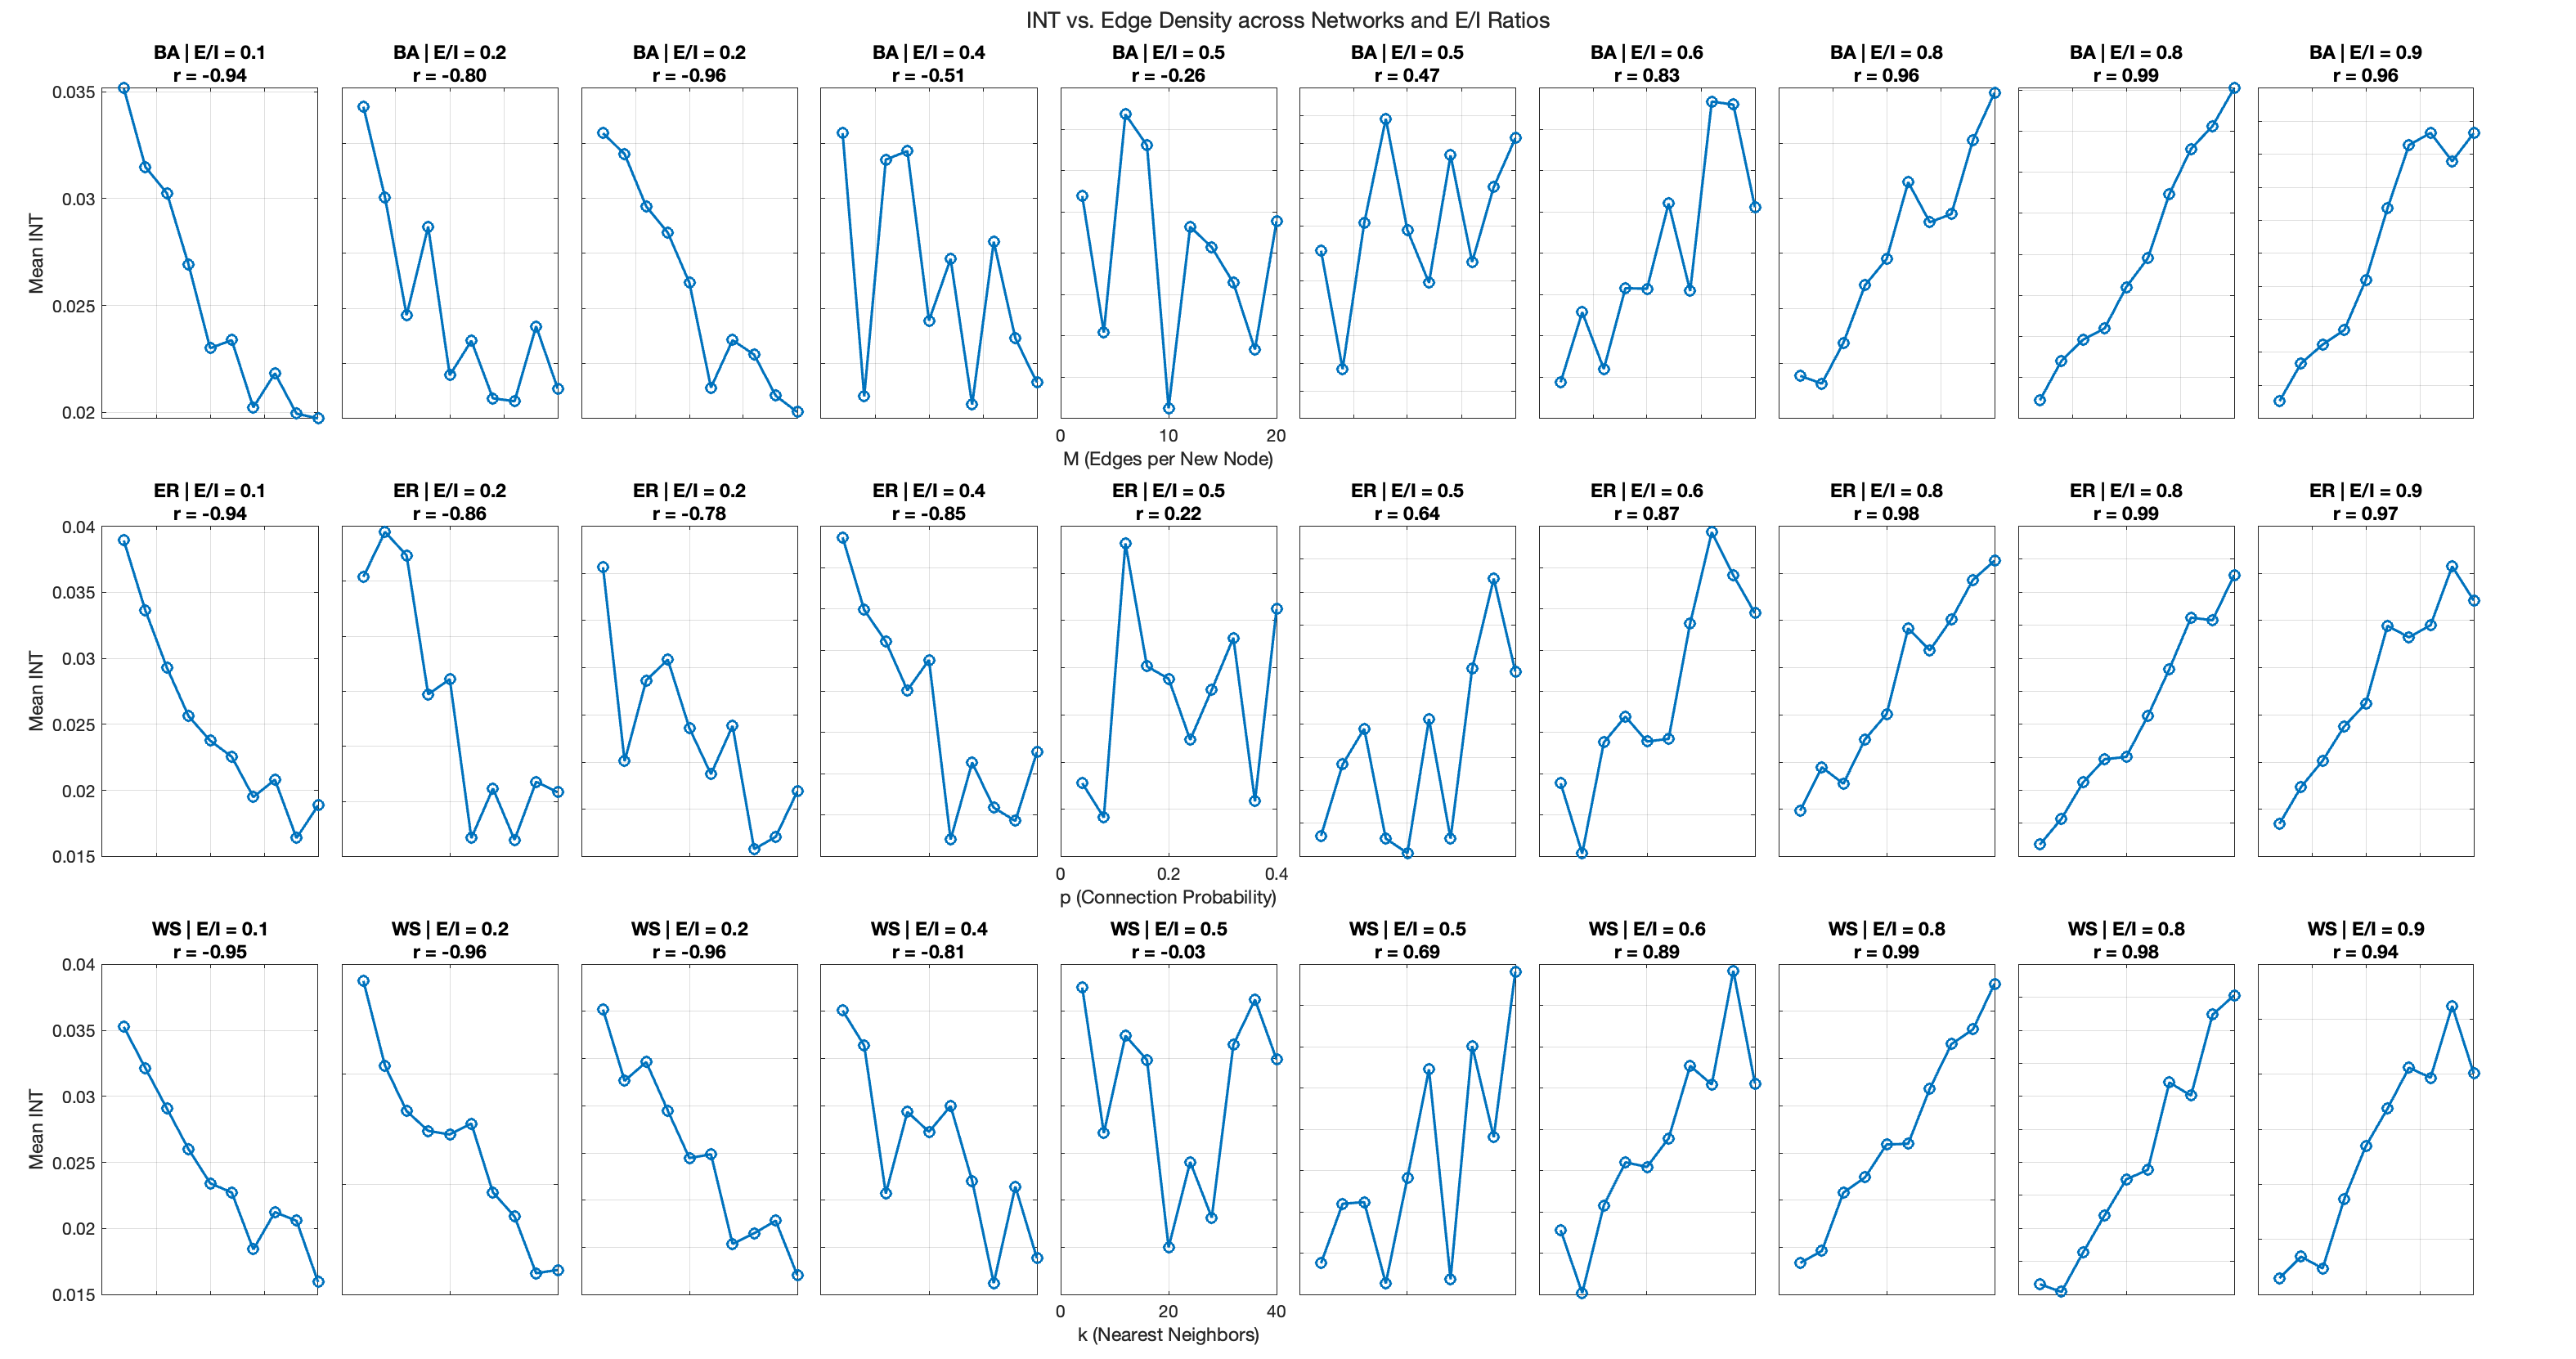 INT vs. Edge Density across Networks and E/I Ratios
BA | E/I = 0.1
r = -0.94
BA | E/I = 0.2
r = -0.80
BA | E/I = 0.2
r = -0.96
BA | E/I = 0.4
r = -0.51
BA | E/I = 0.5
r = -0.26
BA | E/I = 0.5
r = 0.47
BA | E/I = 0.6
r = 0.83
BA | E/I = 0.8
r = 0.96
BA | E/I = 0.8
r = 0.99
BA | E/I = 0.9
r = 0.96
Mean INT
0.035
0.03
0.025
0.02
0 10 20
M (Edges per New Node)
ER | E/I = 0.1
r = -0.94
ER | E/I = 0.2
r = -0.86
ER | E/I = 0.2
r = -0.78
ER | E/I = 0.4
r = -0.85
ER | E/I = 0.5
r = 0.22
ER | E/I = 0.5
r = 0.64
ER | E/I = 0.6
r = 0.87
ER | E/I = 0.8
r = 0.98
ER | E/I = 0.8
r = 0.99
ER | E/I = 0.9
r = 0.97
Mean INT
0.04
0.035
0.03
0.025
0.02
0.015
0 0.2 0.4
p (Connection Probability)
WS | E/I = 0.1
r = -0.95
WS | E/I = 0.2
r = -0.96
WS | E/I = 0.2
r = -0.96
WS | E/I = 0.4
r = -0.81
WS | E/I = 0.5
r = -0.03
WS | E/I = 0.5
r = 0.69
WS | E/I = 0.6
r = 0.89
WS | E/I = 0.8
r = 0.99
WS | E/I = 0.8
r = 0.98
WS | E/I = 0.9
r = 0.94
Mean INT
0.04
0.035
0.03
0.025
0.02
0.015
0 20 40
k (Nearest Neighbors)